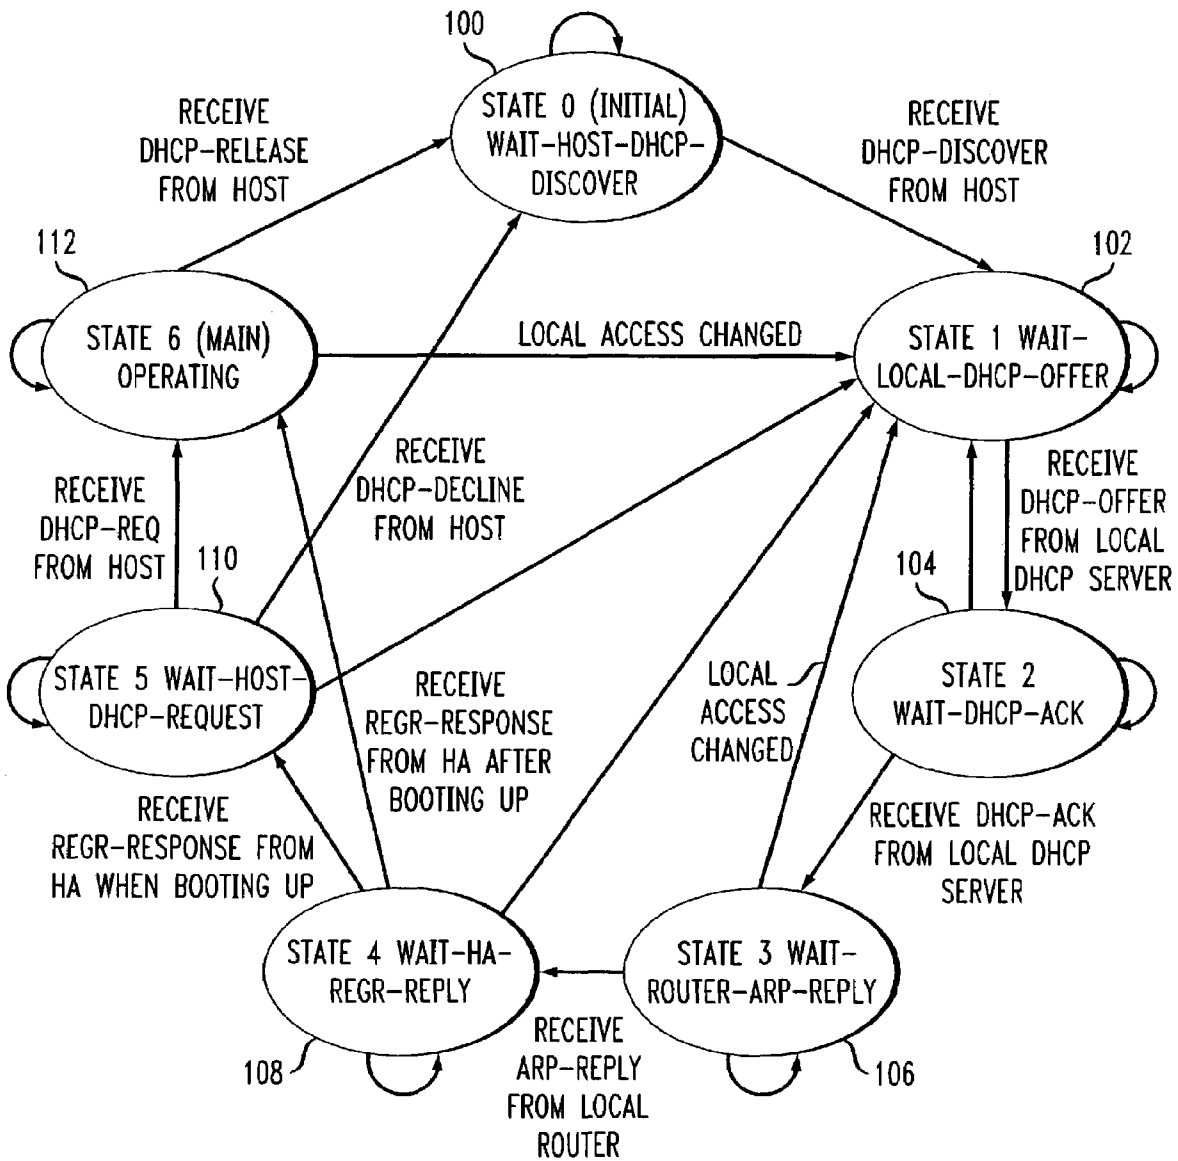 100
STATE 0 (INITIAL)
WAIT-HOST-DHCP-
DISCOVER
RECEIVE
DHCP-RELEASE
FROM HOST
RECEIVE
DHCP-DISCOVER
FROM HOST
112
STATE 6 (MAIN)
OPERATING
LOCAL ACCESS CHANGED
102
STATE 1 WAIT-
LOCAL-DHCP-OFFER
RECEIVE
DHCP-REQ
FROM HOST
RECEIVE
DHCP-DECLINE
FROM HOST
RECEIVE
DHCP-OFFER
FROM LOCAL
DHCP SERVER
110
STATE 5 WAIT-HOST-
DHCP-REQUEST
104
STATE 2
WAIT-DHCP-ACK
RECEIVE
REGR-RESPONSE
FROM HA AFTER
BOOTING UP
LOCAL
ACCESS
CHANGED
RECEIVE
REGR-RESPONSE FROM
HA WHEN BOOTING UP
RECEIVE DHCP-ACK
FROM LOCAL DHCP
SERVER
STATE 4 WAIT-HA-
REGR-REPLY
108
STATE 3 WAIT-
ROUTER-ARP-REPLY
106
RECEIVE
ARP-REPLY
FROM LOCAL
ROUTER